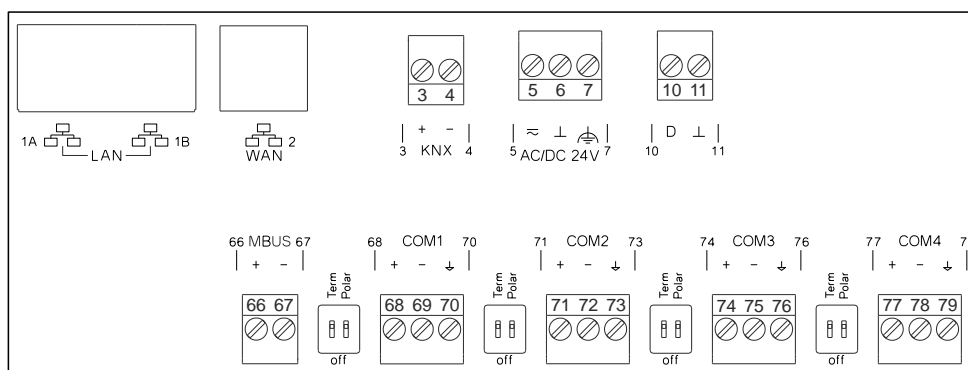 3 4
5 6 7
10 11
1A LAN 1B
WAN 2
3 + - 4
KNX
5 ≂ ⊥ ⏚ 7
AC/DC 24V
10 D ⊥ 11
66 MBUS 67
+ -
68 COM1 70
+ - ⏚
71 COM2 73
+ - ⏚
74 COM3 76
+ - ⏚
77 COM4 7
+ - ⏚
66 67
Term
Polar
off
68 69 70
Term
Polar
off
71 72 73
Term
Polar
off
74 75 76
Term
Polar
off
77 78 79